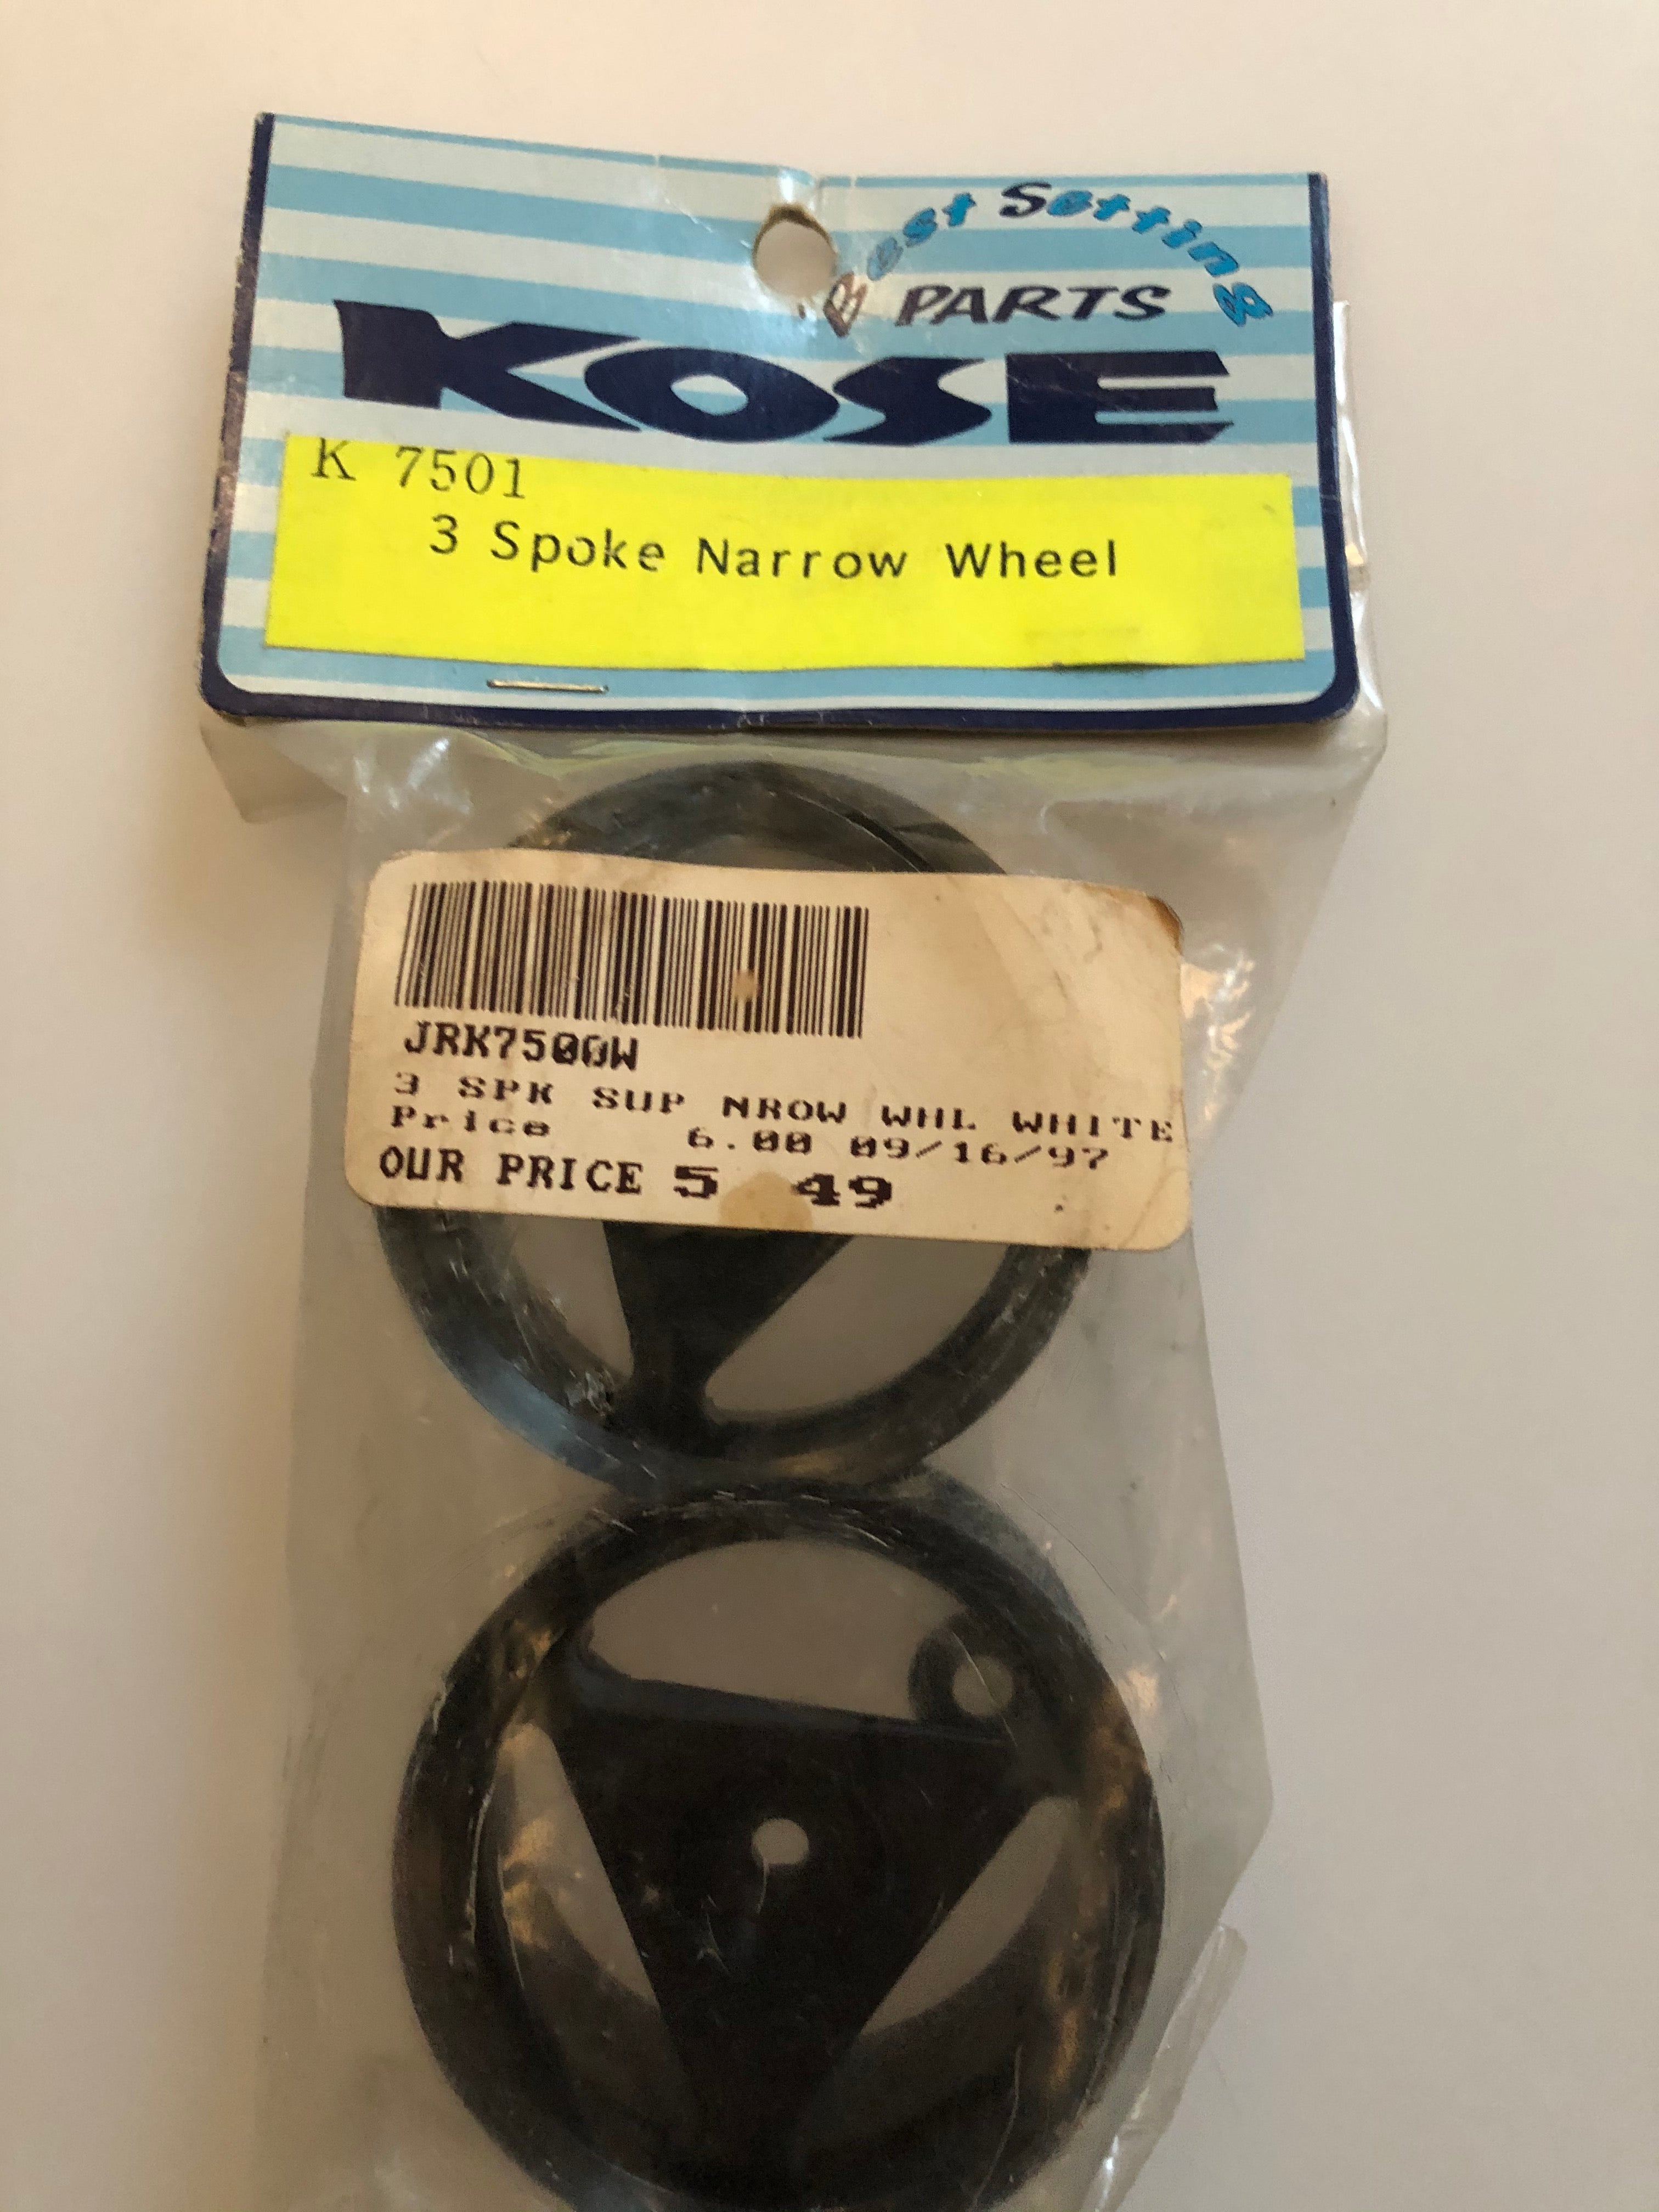 Best Setting
PARTS
KOSE
K 7501
3 Spoke Narrow Wheel
JRK7500W
3 SPK SUP NROW WHL WHITE
Price 6.00 09/16/97
OUR PRICE 5 49